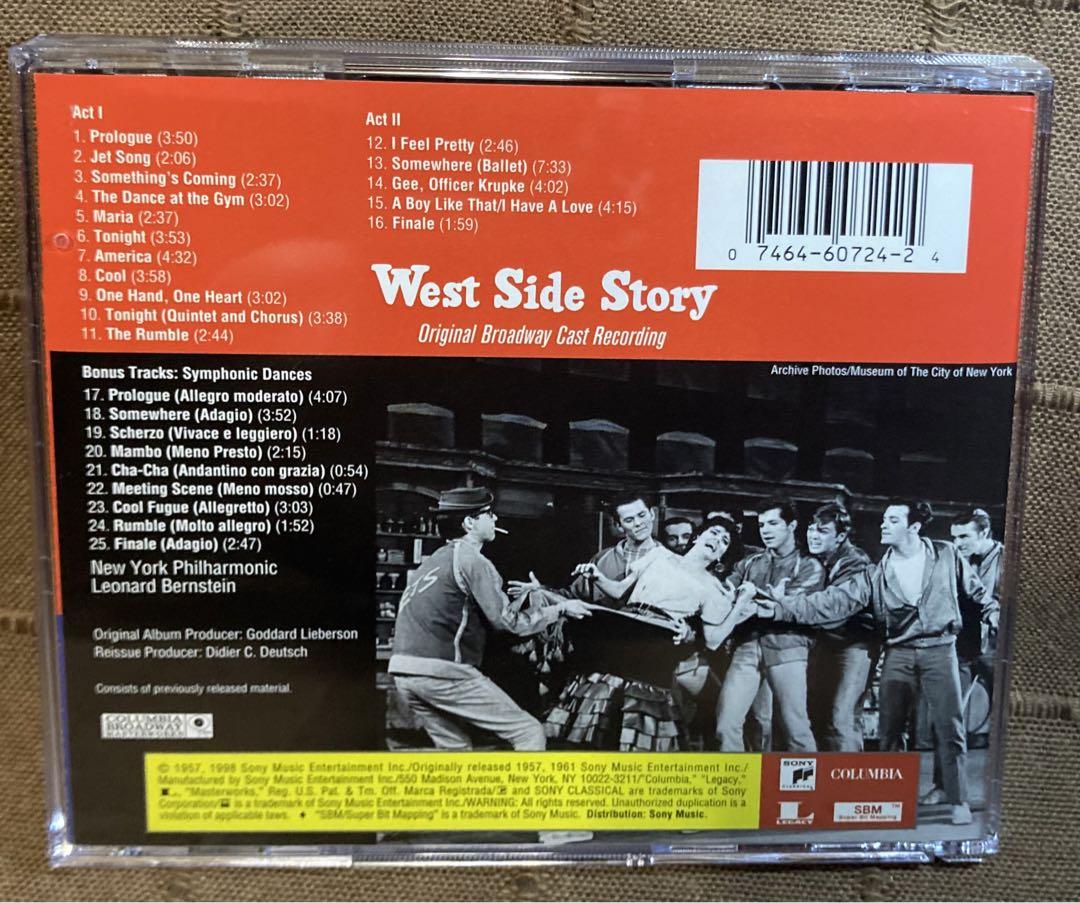 Act I
1. Prologue (3:50)
2. Jet Song (2:06)
3. Something's Coming (2:37)
4. The Dance at the Gym (3:02)
5. Maria (2:37)
6. Tonight (3:53)
7. America (4:32)
8. Cool (3:58)
9. One Hand, One Heart (3:02)
10. Tonight (Quintet and Chorus) (3:38)
11. The Rumble (2:44)
Act II
12. I Feel Pretty (2:46)
13. Somewhere (Ballet) (7:33)
14. Gee, Officer Krupke (4:02)
15. A Boy Like That/I Have A Love (4:15)
16. Finale (1:59)
0 7464-60724-2 4
West Side Story
Original Broadway Cast Recording
Bonus Tracks: Symphonic Dances
17. Prologue (Allegro moderato) (4:07)
18. Somewhere (Adagio) (3:52)
19. Scherzo (Vivace e leggiero) (1:18)
20. Mambo (Meno Presto) (2:15)
21. Cha-Cha (Andantino con grazia) (0:54)
22. Meeting Scene (Meno mosso) (0:47)
23. Cool Fugue (Allegretto) (3:03)
24. Rumble (Molto allegro) (1:52)
25. Finale (Adagio) (2:47)
New York Philharmonic
Leonard Bernstein
Archive Photos/Museum of The City of New York
Original Album Producer: Goddard Lieberson
Reissue Producer: Didier C. Deutsch
Consists of previously released material.
COLUMBIA
BROADWAY
MASTERWORKS
© 1957, 1998 Sony Music Entertainment Inc./Originally released 1957, 1961 Sony Music Entertainment Inc./
Manufactured by Sony Music Entertainment Inc./550 Madison Avenue, New York, NY 10022-3211/"Columbia," "Legacy,"
"Masterworks," Reg. U.S. Pat. & Tm. Off. Marca Registrada/ and SONY CLASSICAL are trademarks of Sony
Corporation/ is a trademark of Sony Music Entertainment Inc./WARNING: All rights reserved. Unauthorized duplication is a
violation of applicable laws. "SBM/Super Bit Mapping" is a trademark of Sony Music. Distribution: Sony Music.
SONY
CLASSICAL
COLUMBIA
L
LEGACY
SBM™
Super Bit Mapping